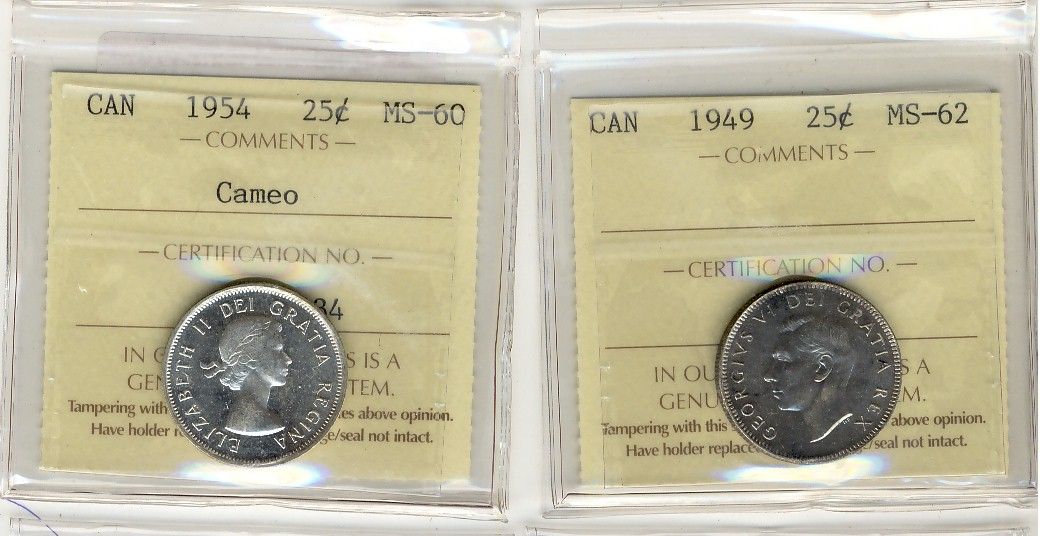 CAN 1954 25¢ MS-60
— COMMENTS —
Cameo
— CERTIFICATION NO. —
34
IN
S IS A
GEN
TEM.
Tampering with
es above opinion.
Have holder
ge/seal not intact.
ELIZABETH II DEI GRATIA REGINA
CAN 1949 25¢ MS-62
— COMMENTS —
— CERTIFICATION NO. —
IN OU
S A
GENU
M.
Tampering with this
above opinion.
Have holder replace
/seal not intact.
GEORGIVS VI DEI GRATIA REX